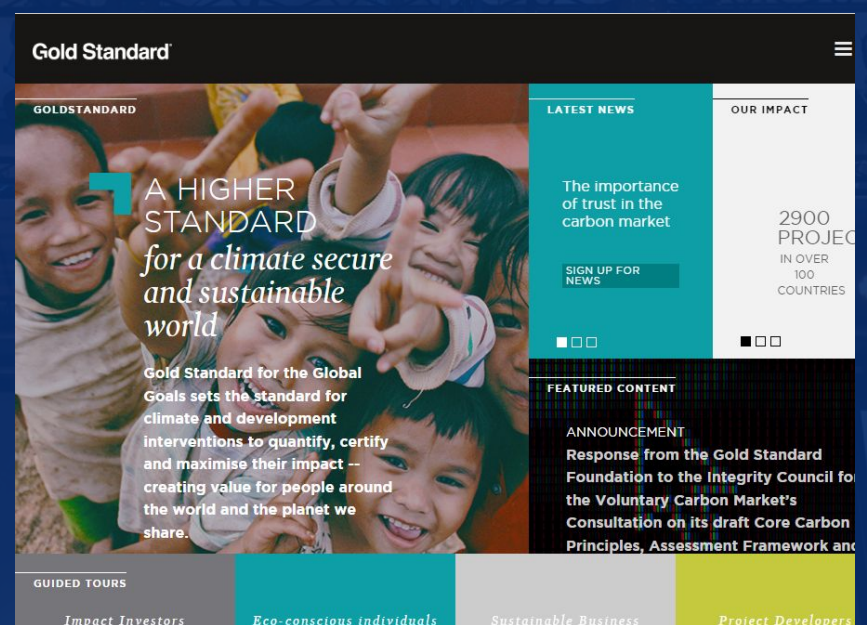 Gold Standard
GOLDSTANDARD
A HIGHER
STANDARD
for a climate secure
and sustainable
world
Gold Standard for the Global
Goals sets the standard for
climate and development
interventions to quantify, certify
and maximise their impact --
creating value for people around
the world and the planet we
share.
LATEST NEWS
The importance
of trust in the
carbon market
SIGN UP FOR
NEWS
OUR IMPACT
2900
PROJEC
IN OVER
100
COUNTRIES
FEATURED CONTENT
ANNOUNCEMENT
Response from the Gold Standard
Foundation to the Integrity Council for
the Voluntary Carbon Market’s
Consultation on its draft Core Carbon
Principles, Assessment Framework and
GUIDED TOURS
Impact Investors
Eco-conscious individuals
Sustainable Business
Project Developers